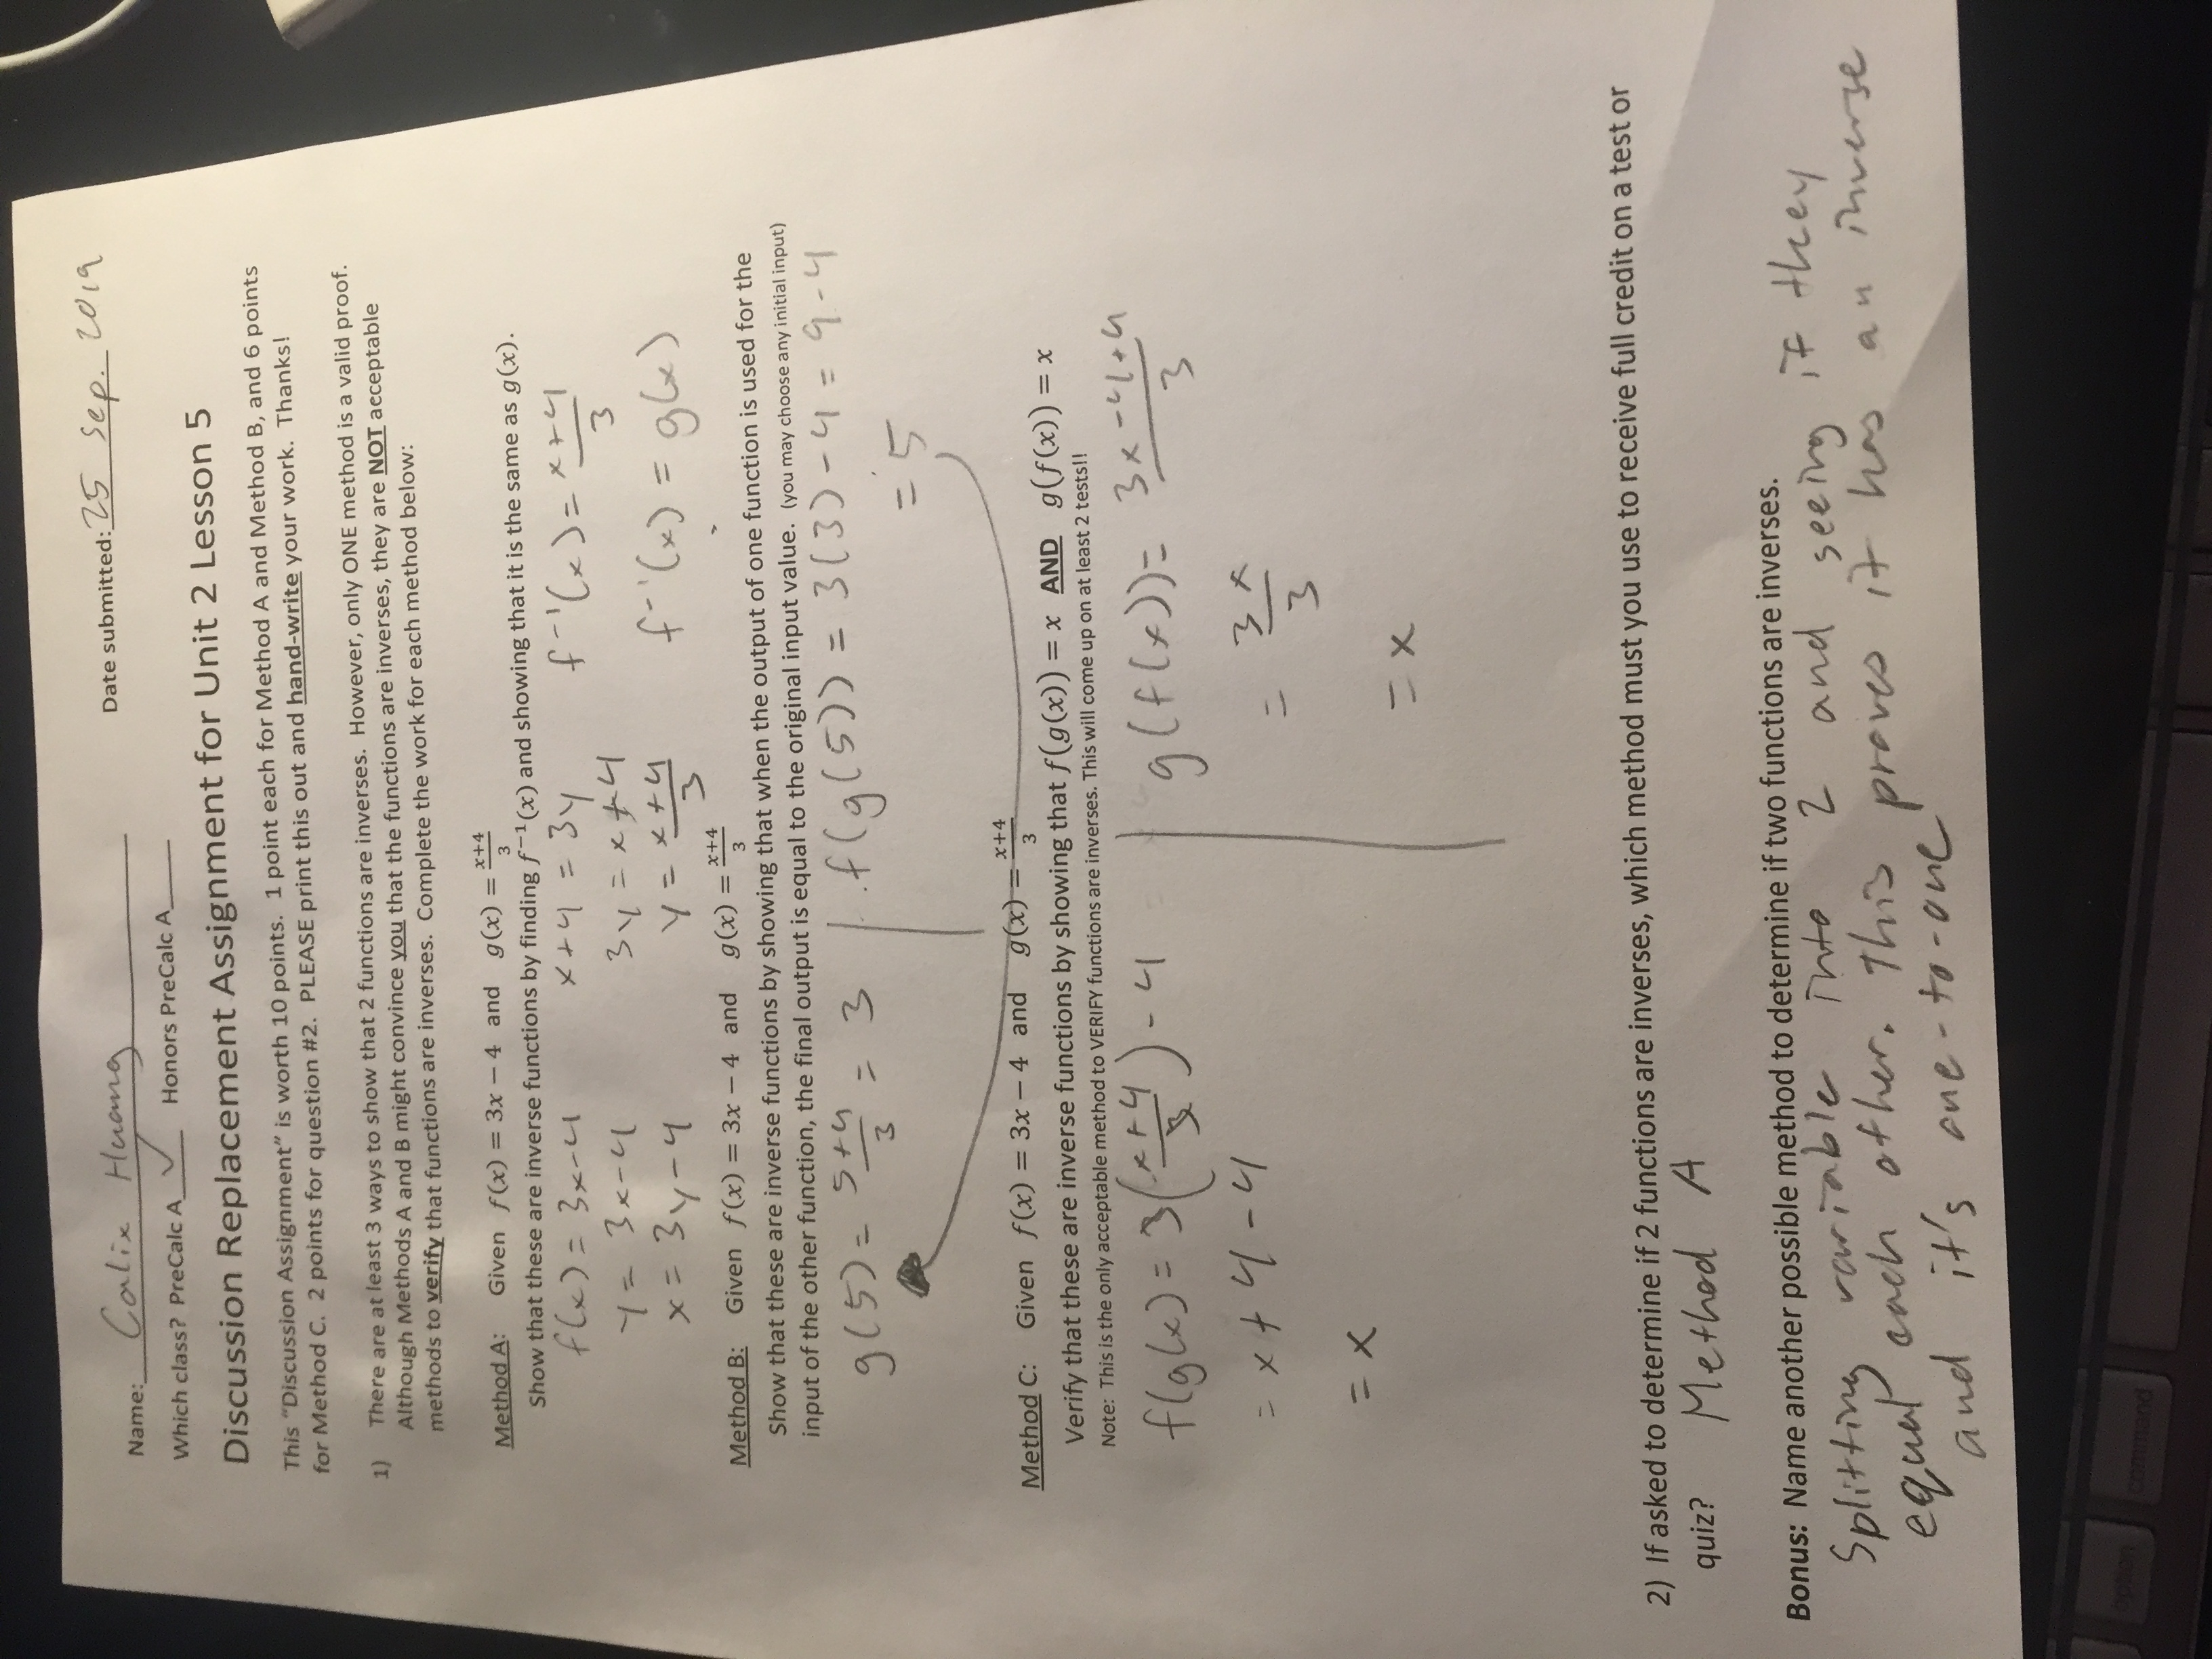 Name: Calix Huang
Date submitted: 25 Sep. 2019
Which class? PreCalc A ✓ Honors PreCalc A
Discussion Replacement Assignment for Unit 2 Lesson 5
This "Discussion Assignment" is worth 10 points. 1 point each for Method A and Method B, and 6 points
for Method C. 2 points for question #2. PLEASE print this out and hand-write your work. Thanks!
1) There are at least 3 ways to show that 2 functions are inverses. However, only ONE method is a valid proof.
Although Methods A and B might convince you that the functions are inverses, they are NOT acceptable
methods to verify that functions are inverses. Complete the work for each method below:
Method A: Given f(x) = 3x − 4 and g(x) = (x+4)/3
Show that these are inverse functions by finding f⁻¹(x) and showing that it is the same as g(x).
f(x) = 3x-4
y = 3x-4
x = 3y-4
x+4 = 3y
3y = x+4
y = (x+4)/3
f⁻¹(x) = (x+4)/3
f⁻¹(x) = g(x)
Method B: Given f(x) = 3x − 4 and g(x) = (x+4)/3
Show that these are inverse functions by showing that when the output of one function is used for the
input of the other function, the final output is equal to the original input value. (you may choose any initial input)
g(5) = (5+4)/3 = 3
f(g(5)) = 3(3)-4 = 9-4
= 5
Method C: Given f(x) = 3x − 4 and g(x) = (x+4)/3
Verify that these are inverse functions by showing that f(g(x)) = x AND g(f(x)) = x
Note: This is the only acceptable method to VERIFY functions are inverses. This will come up on at least 2 tests!!
f(g(x) = 3((x+4)/3) - 4
= x+4-4
= x
g(f(x)) = (3x-4+4)/3
= 3x/3
= x
2) If asked to determine if 2 functions are inverses, which method must you use to receive full credit on a test or
quiz? Method A
Bonus: Name another possible method to determine if two functions are inverses.
Splitting variable into 2 and seeing if they
equal each other. This proves it has an inverse
and it's one-to-one
option
command